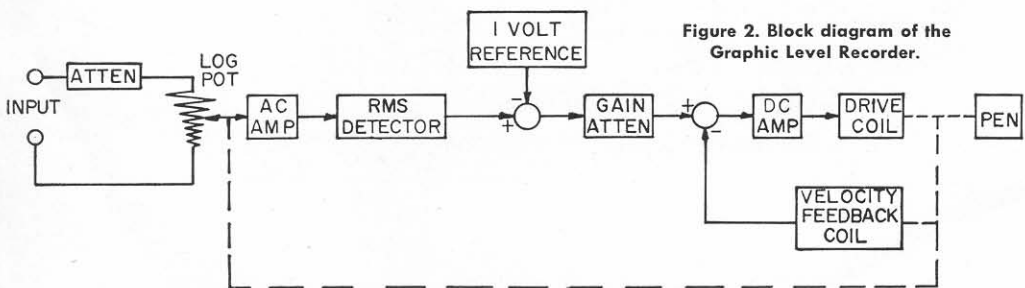 Figure 2. Block diagram of the
Graphic Level Recorder.
1 VOLT
REFERENCE
INPUT
ATTEN
LOG
POT
AC
AMP
RMS
DETECTOR
−
+
GAIN
ATTEN
+
−
DC
AMP
DRIVE
COIL
PEN
VELOCITY
FEEDBACK
COIL